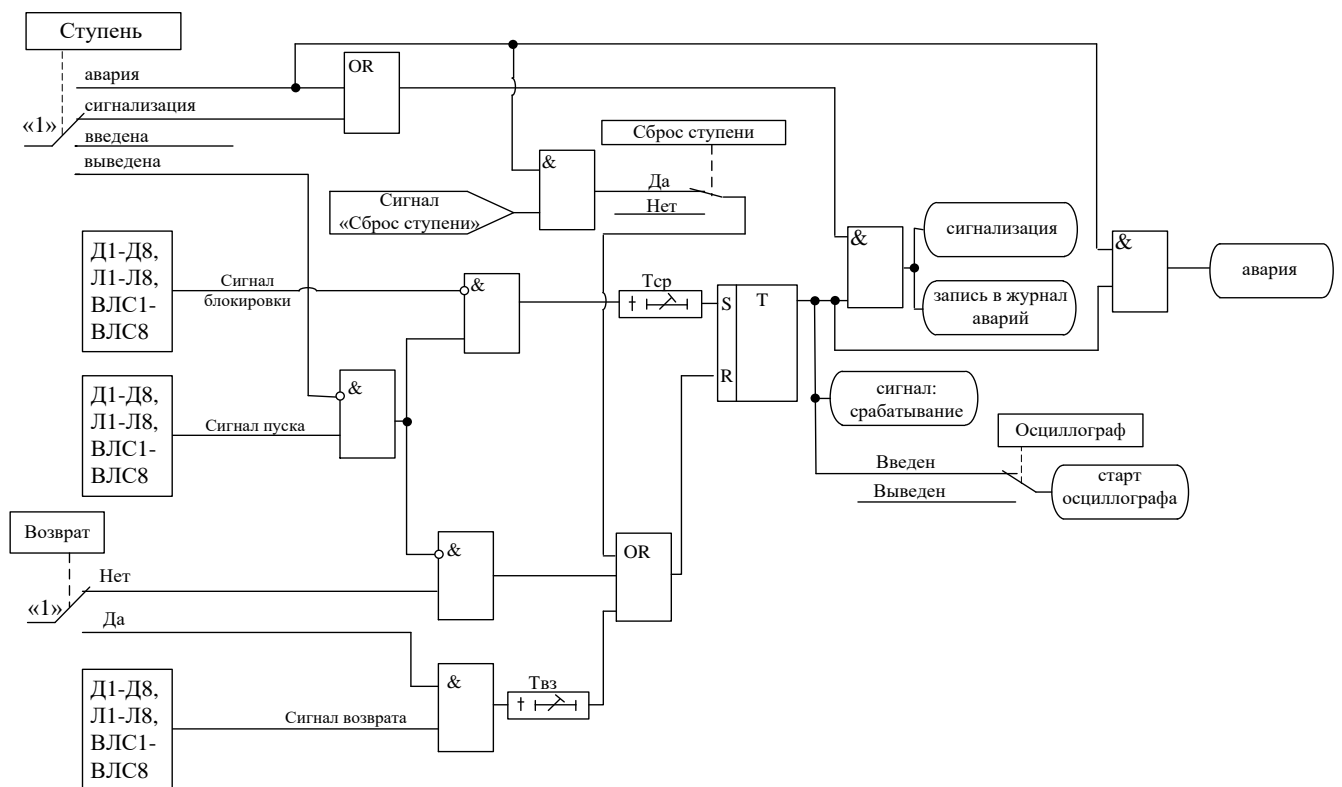 Ступень
авария
сигнализация
«1»
введена
выведена
OR
&
Сброс ступени
Да
Нет
Сигнал
«Сброс ступени»
&
сигнализация
запись в журнал
аварий
&
авария
Д1-Д8,
Л1-Л8,
ВЛС1-
ВЛС8
Сигнал
блокировки
&
Тср
S
T
R
Д1-Д8,
Л1-Л8,
ВЛС1-
ВЛС8
Сигнал пуска
&
сигнал:
срабатывание
Осциллограф
Введен
Выведен
старт
осциллографа
Возврат
Нет
«1»
Да
&
OR
Д1-Д8,
Л1-Л8,
ВЛС1-
ВЛС8
Сигнал возврата
&
Твз